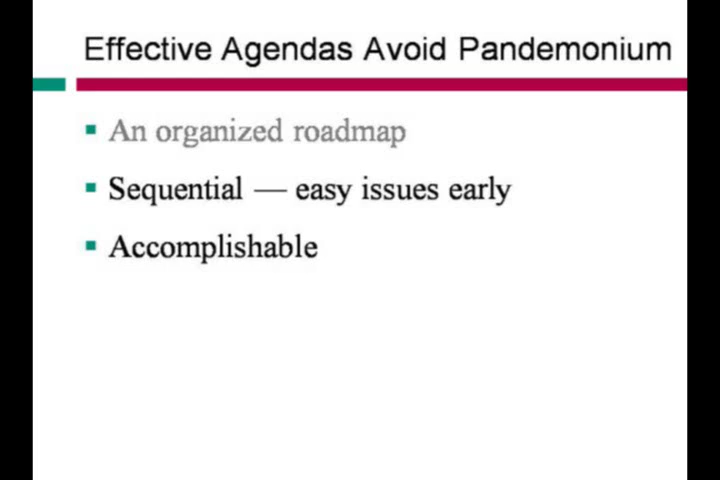 Effective Agendas Avoid Pandemonium
An organized roadmap
Sequential — easy issues early
Accomplishable